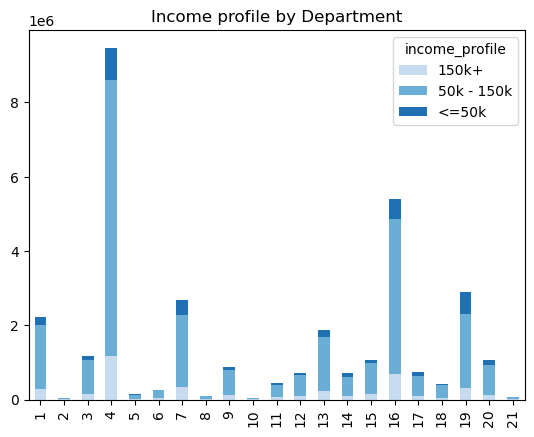 Income profile by Department
1e6
income_profile
150k+
50k - 150k
<=50k
8
6
4
2
0
1 2 3 4 5 6 7 8 9 10 11 12 13 14 15 16 17 18 19 20 21